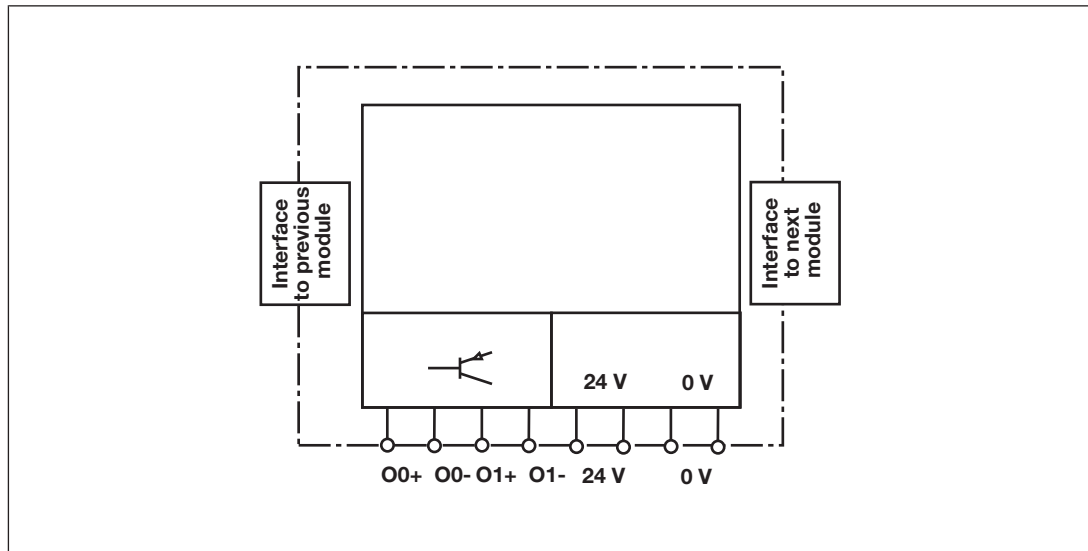 Interface
to previous
module
Interface
to next
module
24 V 0 V
O0+ O0- O1+ O1- 24 V 0 V